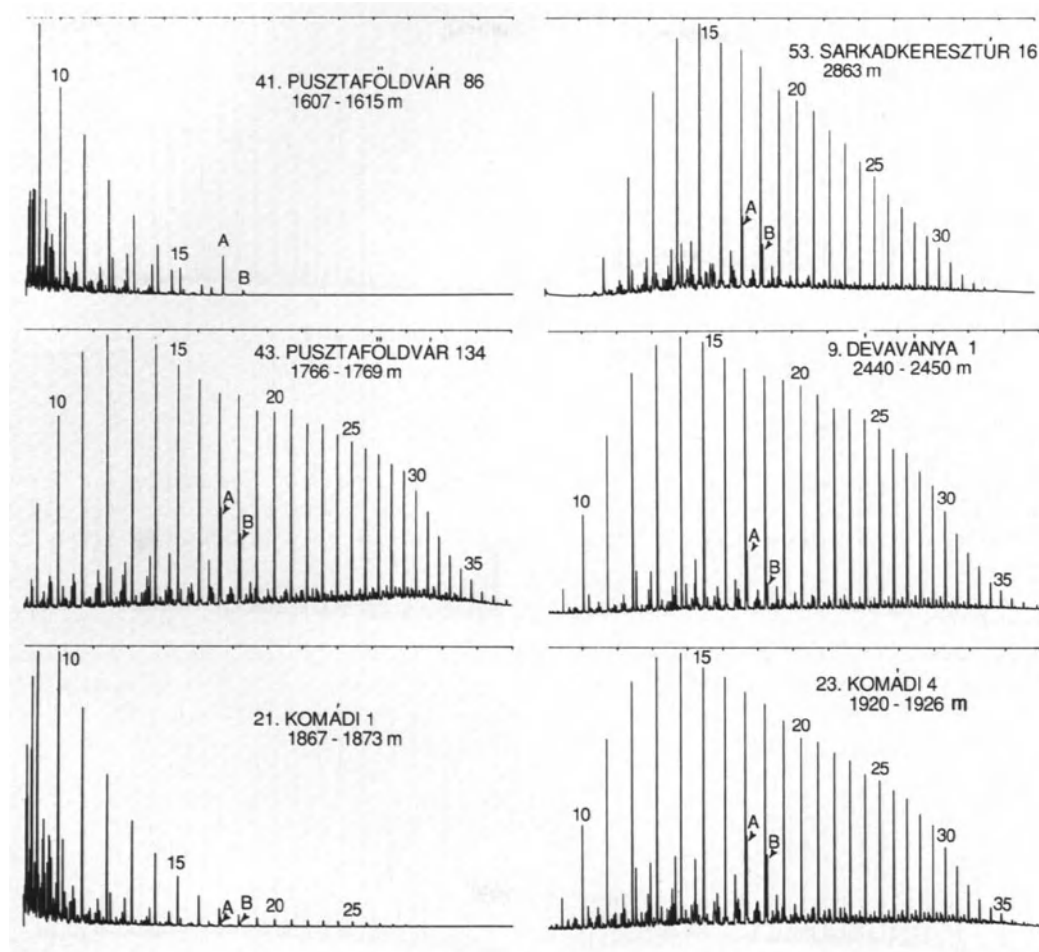 10
15
A
B
41. PUSZTAFÖLDVÁR 86
1607 - 1615 m
15
20
25
30
A
B
53. SARKADKERESZTÚR 16
2863 m
10
15
20
25
30
35
A
B
43. PUSZTAFÖLDVÁR 134
1766 - 1769 m
10
15
20
25
30
35
A
B
9. DEVAVÁNYA 1
2440 - 2450 m
10
15
A
B
20
25
21. KOMÁDI 1
1867 - 1873 m
10
15
20
25
30
35
A
B
23. KOMÁDI 4
1920 - 1926 m